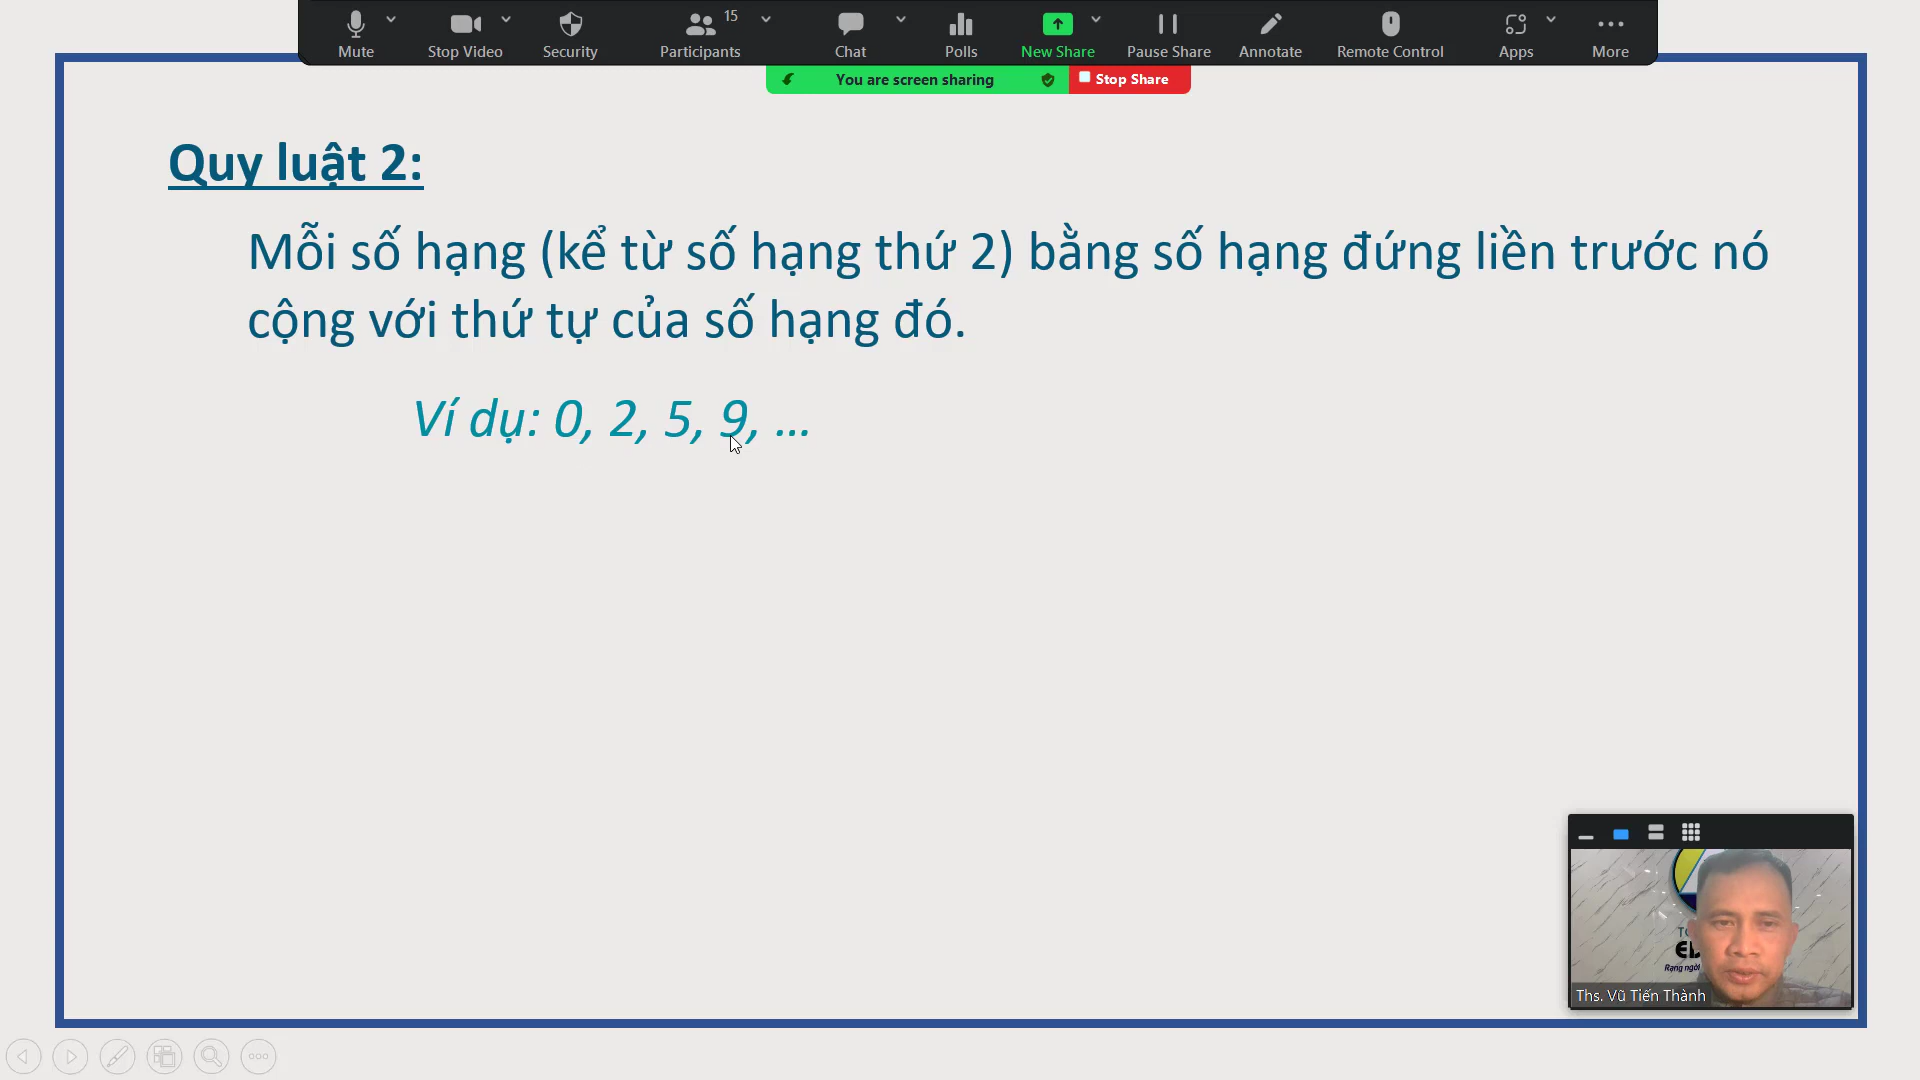 15
Mute
Stop Video
Security
Participants
Chat
Polls
New Share
Pause Share
Annotate
Remote Control
Apps
More
You are screen sharing
Stop Share
Quy luật 2:
Mỗi số hạng (kể từ số hạng thứ 2) bằng số hạng đứng liền trước nó
cộng với thứ tự của số hạng đó.
Ví dụ: 0, 2, 5, 9, ...
Rạng ngời
Ths. Vũ Tiến Thành